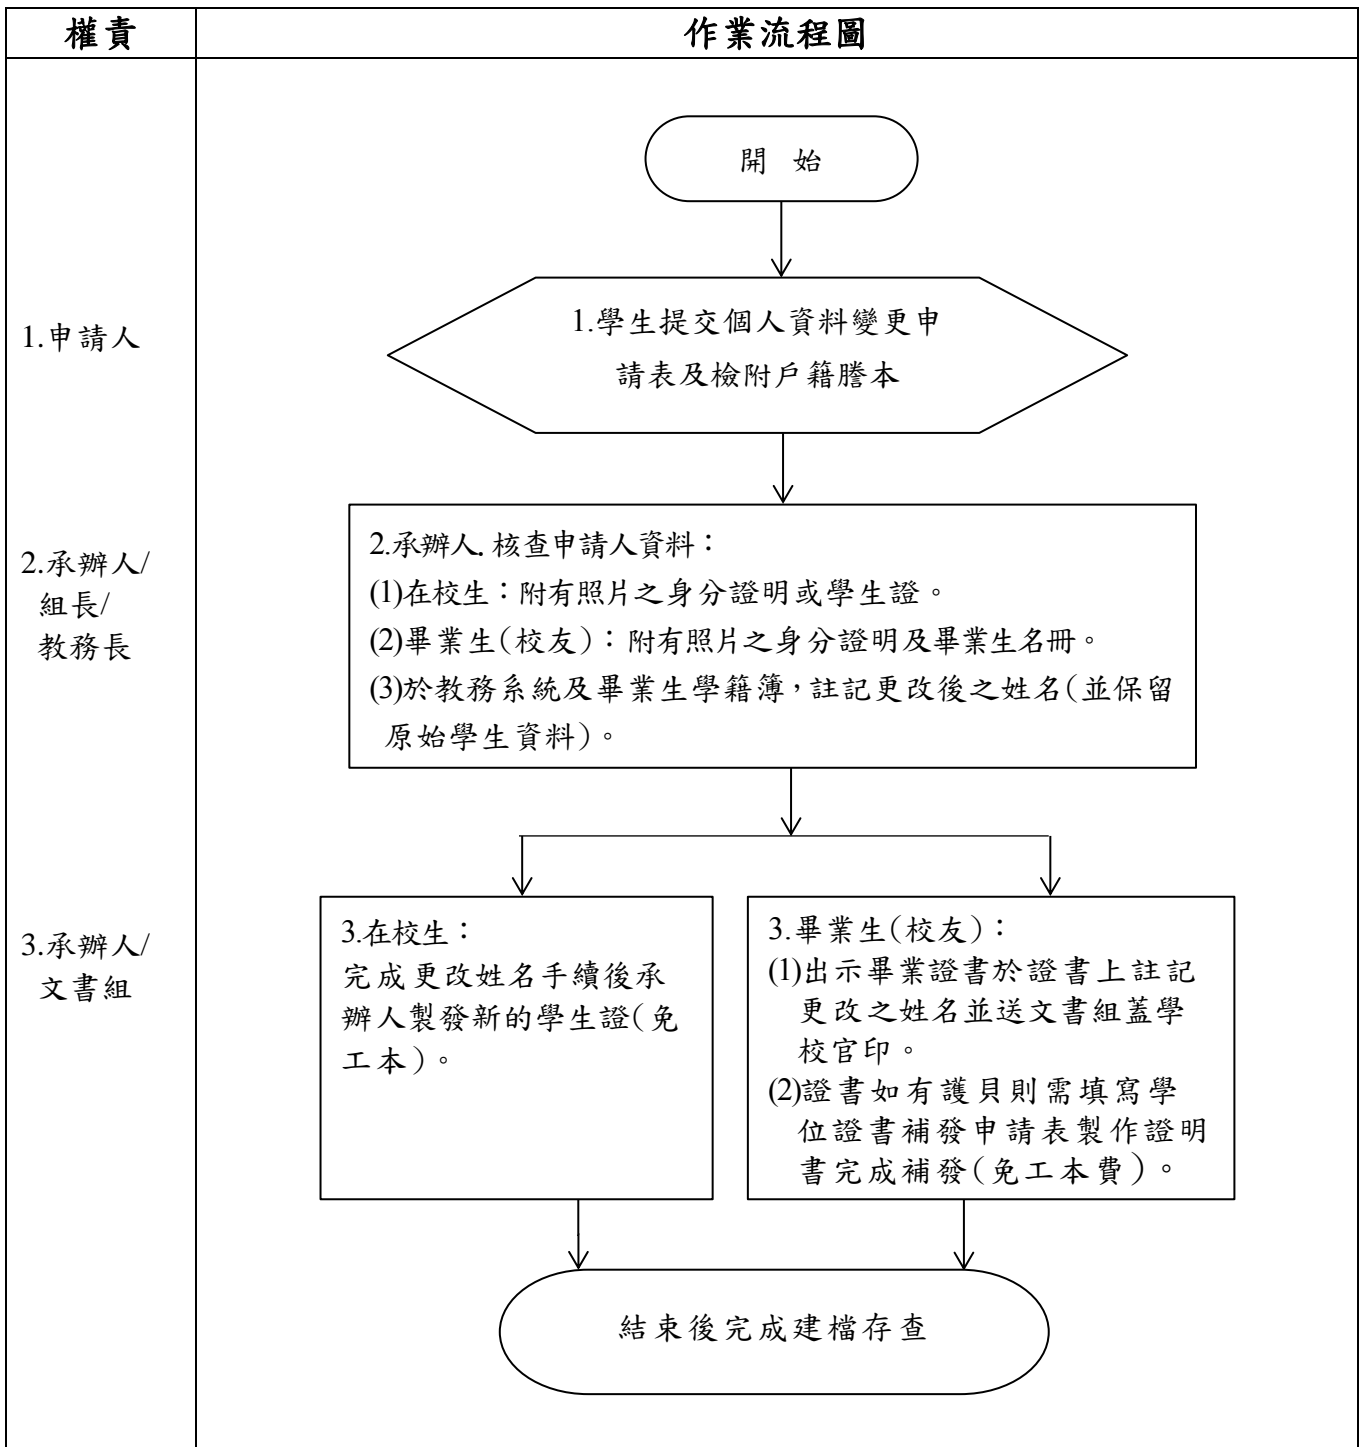 權責
作業流程圖
開 始
1.申請人
1.學生提交個人資料變更申
請表及檢附戶籍謄本
2.承辦人/
組長/
教務長
2.承辦人.核查申請人資料：
(1)在校生：附有照片之身分證明或學生證。
(2)畢業生(校友)：附有照片之身分證明及畢業生名冊。
(3)於教務系統及畢業生學籍簿，註記更改後之姓名(並保留
原始學生資料)。
3.承辦人/
文書組
3.在校生：
完成更改姓名手續後承
辦人製發新的學生證(免
工本)。
3.畢業生(校友)：
(1)出示畢業證書於證書上註記
更改之姓名並送文書組蓋學
校官印。
(2)證書如有護貝則需填寫學
位證書補發申請表製作證明
書完成補發(免工本費)。
結束後完成建檔存查